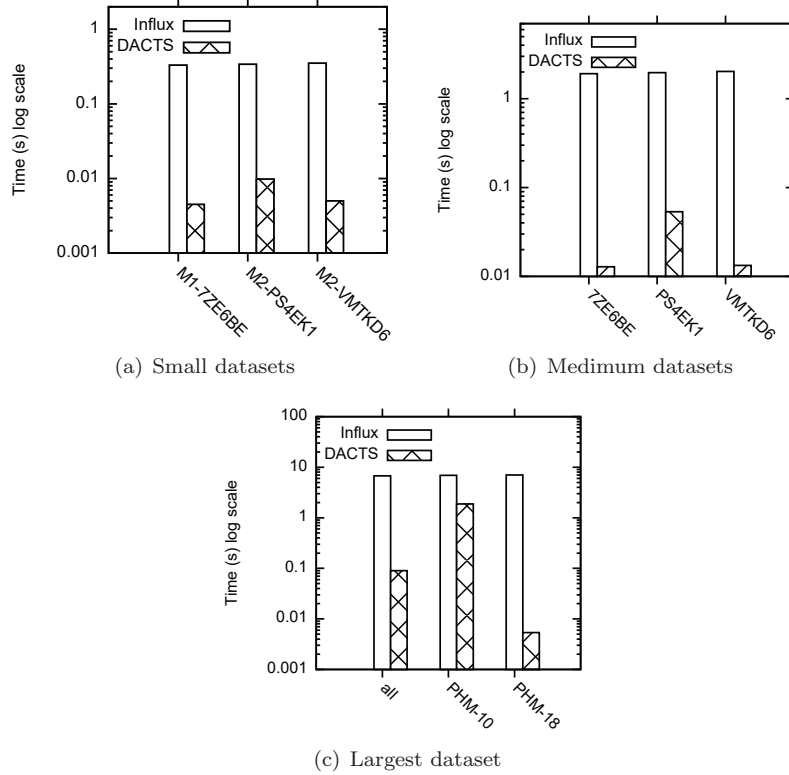 Time (s) log scale
1
0.1
0.01
0.001
Influx
DACTS
M1-7ZE6BE
M2-PS4EK1
M2-VMTKD6
(a) Small datasets
Time (s) log scale
1
0.1
0.01
Influx
DACTS
7ZE6BE
PS4EK1
VMTKD6
(b) Medimum datasets
Time (s) log scale
100
10
1
0.1
0.01
0.001
Influx
DACTS
all
PHM-10
PHM-18
(c) Largest dataset